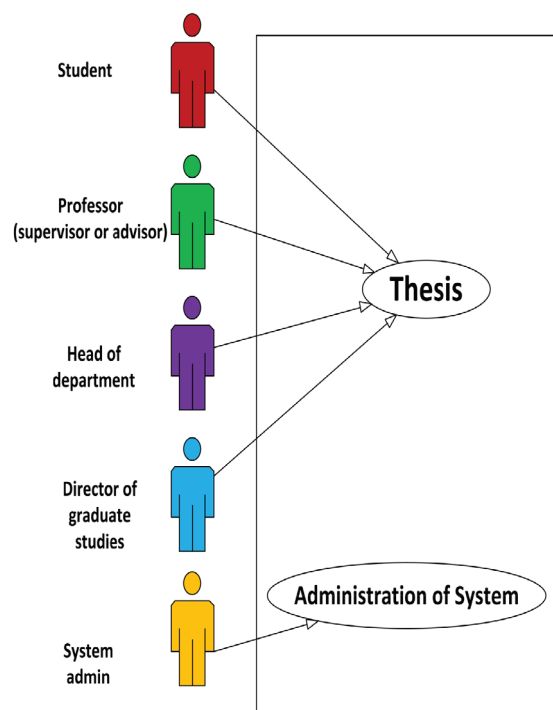 Student
Professor
(supervisor or advisor)
Thesis
Head of
department
Director of
graduate
studies
Administration of System
System
admin